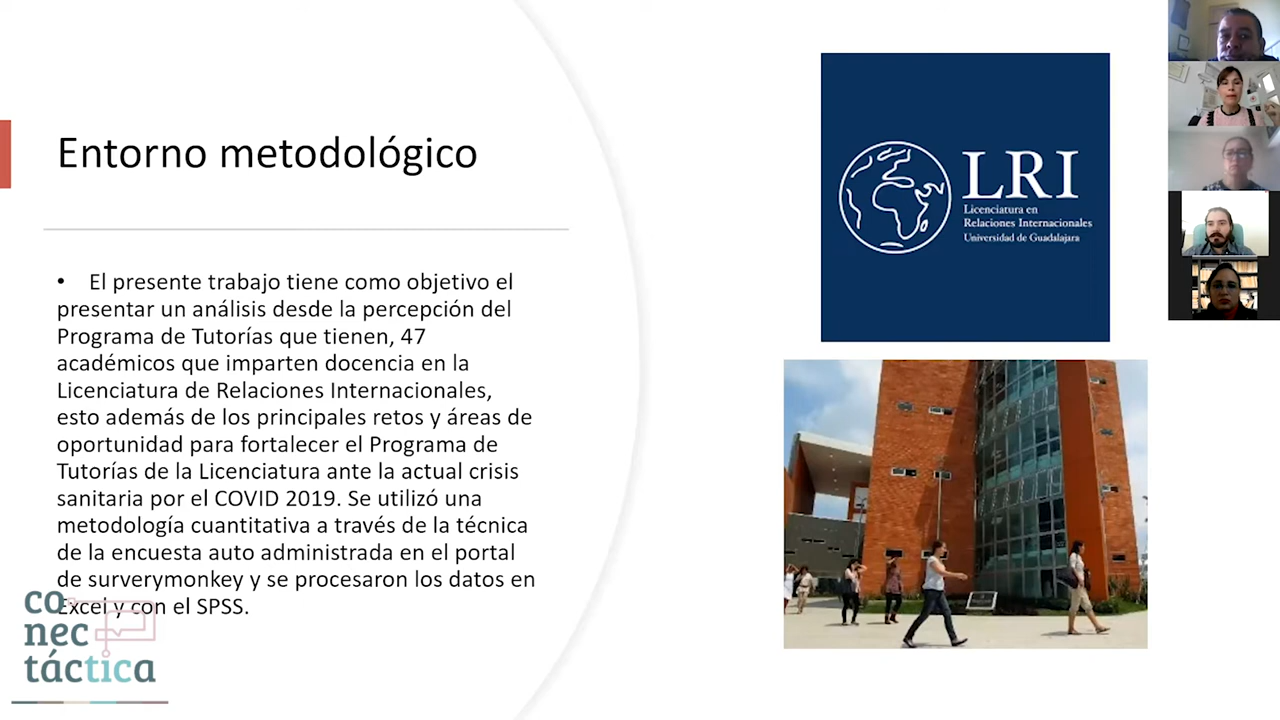 Entorno metodológico
• El presente trabajo tiene como objetivo el
presentar un análisis desde la percepción del
Programa de Tutorías que tienen, 47
académicos que imparten docencia en la
Licenciatura de Relaciones Internacionales,
esto además de los principales retos y áreas de
oportunidad para fortalecer el Programa de
Tutorías de la Licenciatura ante la actual crisis
sanitaria por el COVID 2019. Se utilizó una
metodología cuantitativa a través de la técnica
de la encuesta auto administrada en el portal
de surverymonkey y se procesaron los datos en
Excel y con el SPSS.
co
nec
táctica
LRI
Licenciatura en
Relaciones Internacionales
Universidad de Guadalajara